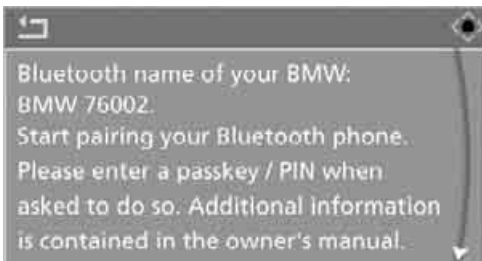 Bluetooth name of your BMW:
BMW 76002.
Start pairing your Bluetooth phone.
Please enter a passkey / PIN when
asked to do so. Additional information
is contained in the owner's manual.